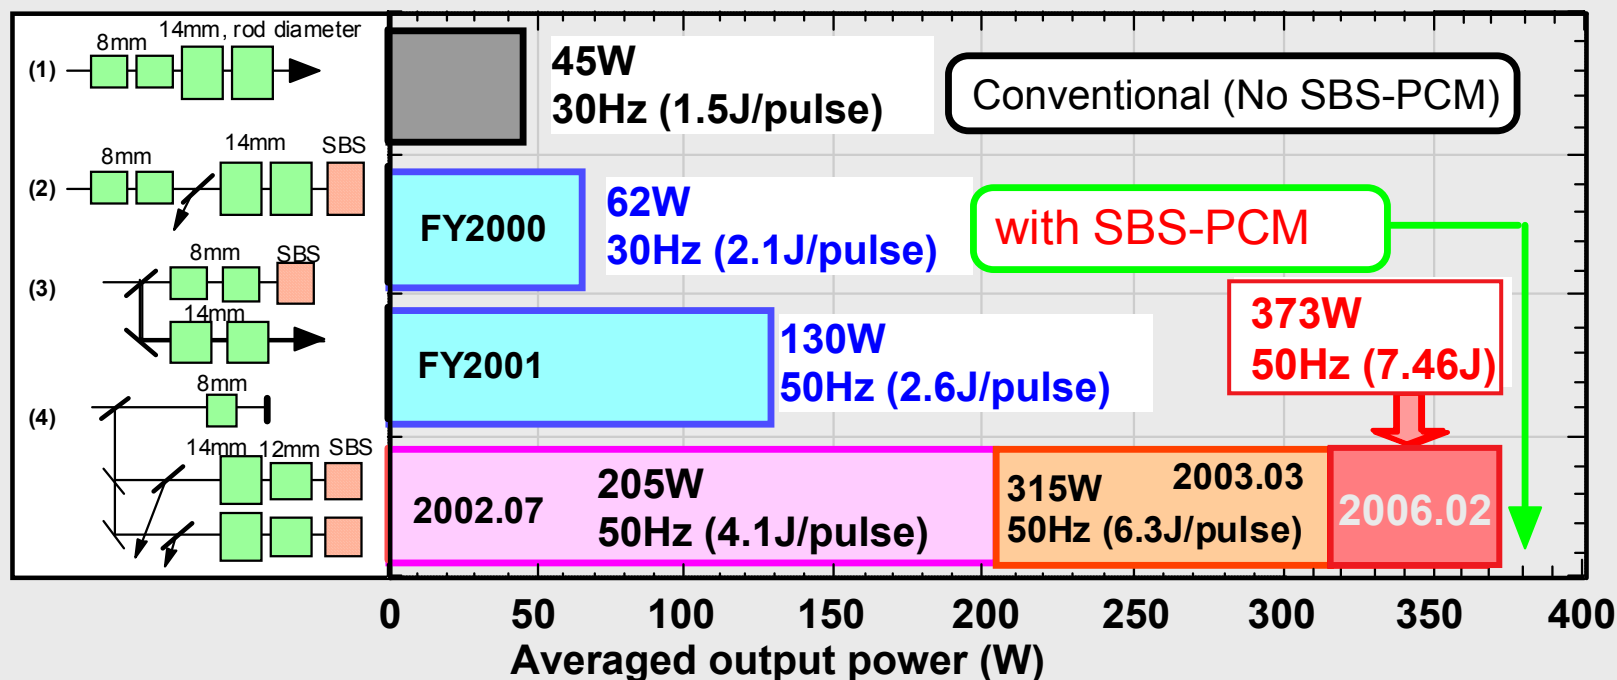 14mm, rod diameter
8mm
(1)
45W
30Hz (1.5J/pulse)
Conventional (No SBS-PCM)
8mm
14mm
SBS
(2)
FY2000
62W
30Hz (2.1J/pulse)
with SBS-PCM
8mm
SBS
(3)
14mm
FY2001
130W
50Hz (2.6J/pulse)
373W
50Hz (7.46J)
8mm
(4)
14mm
12mm
SBS
2002.07
205W
50Hz (4.1J/pulse)
315W
2003.03
50Hz (6.3J/pulse)
2006.02
0 50 100 150 200 250 300 350 400
Averaged output power (W)